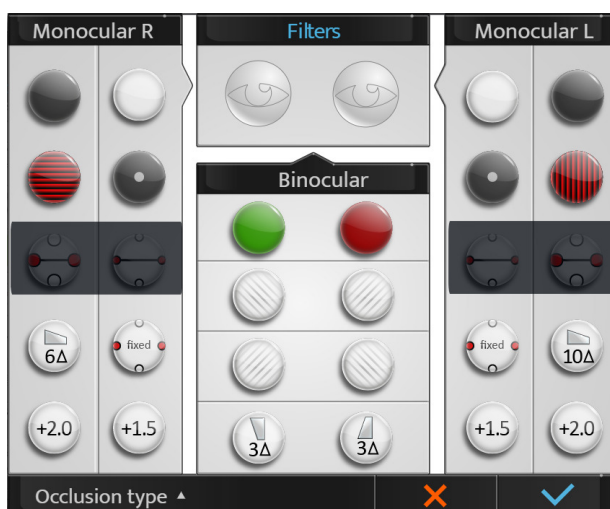 Monocular R
Filters
Monocular L
Binocular
6Δ
fixed
fixed
10Δ
+2.0
+1.5
3Δ
3Δ
+1.5
+2.0
Occlusion type ▲